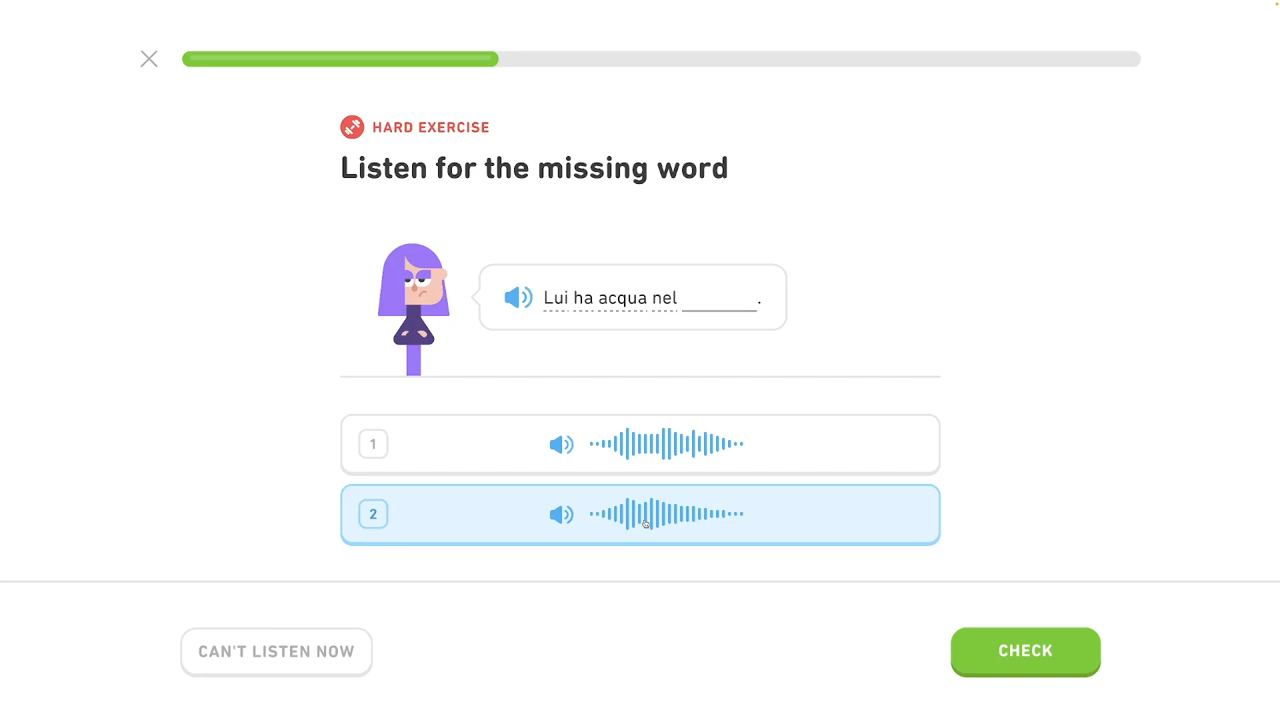 HARD EXERCISE
Listen for the missing word
Lui ha acqua nel ________.
1
2
CAN'T LISTEN NOW
CHECK